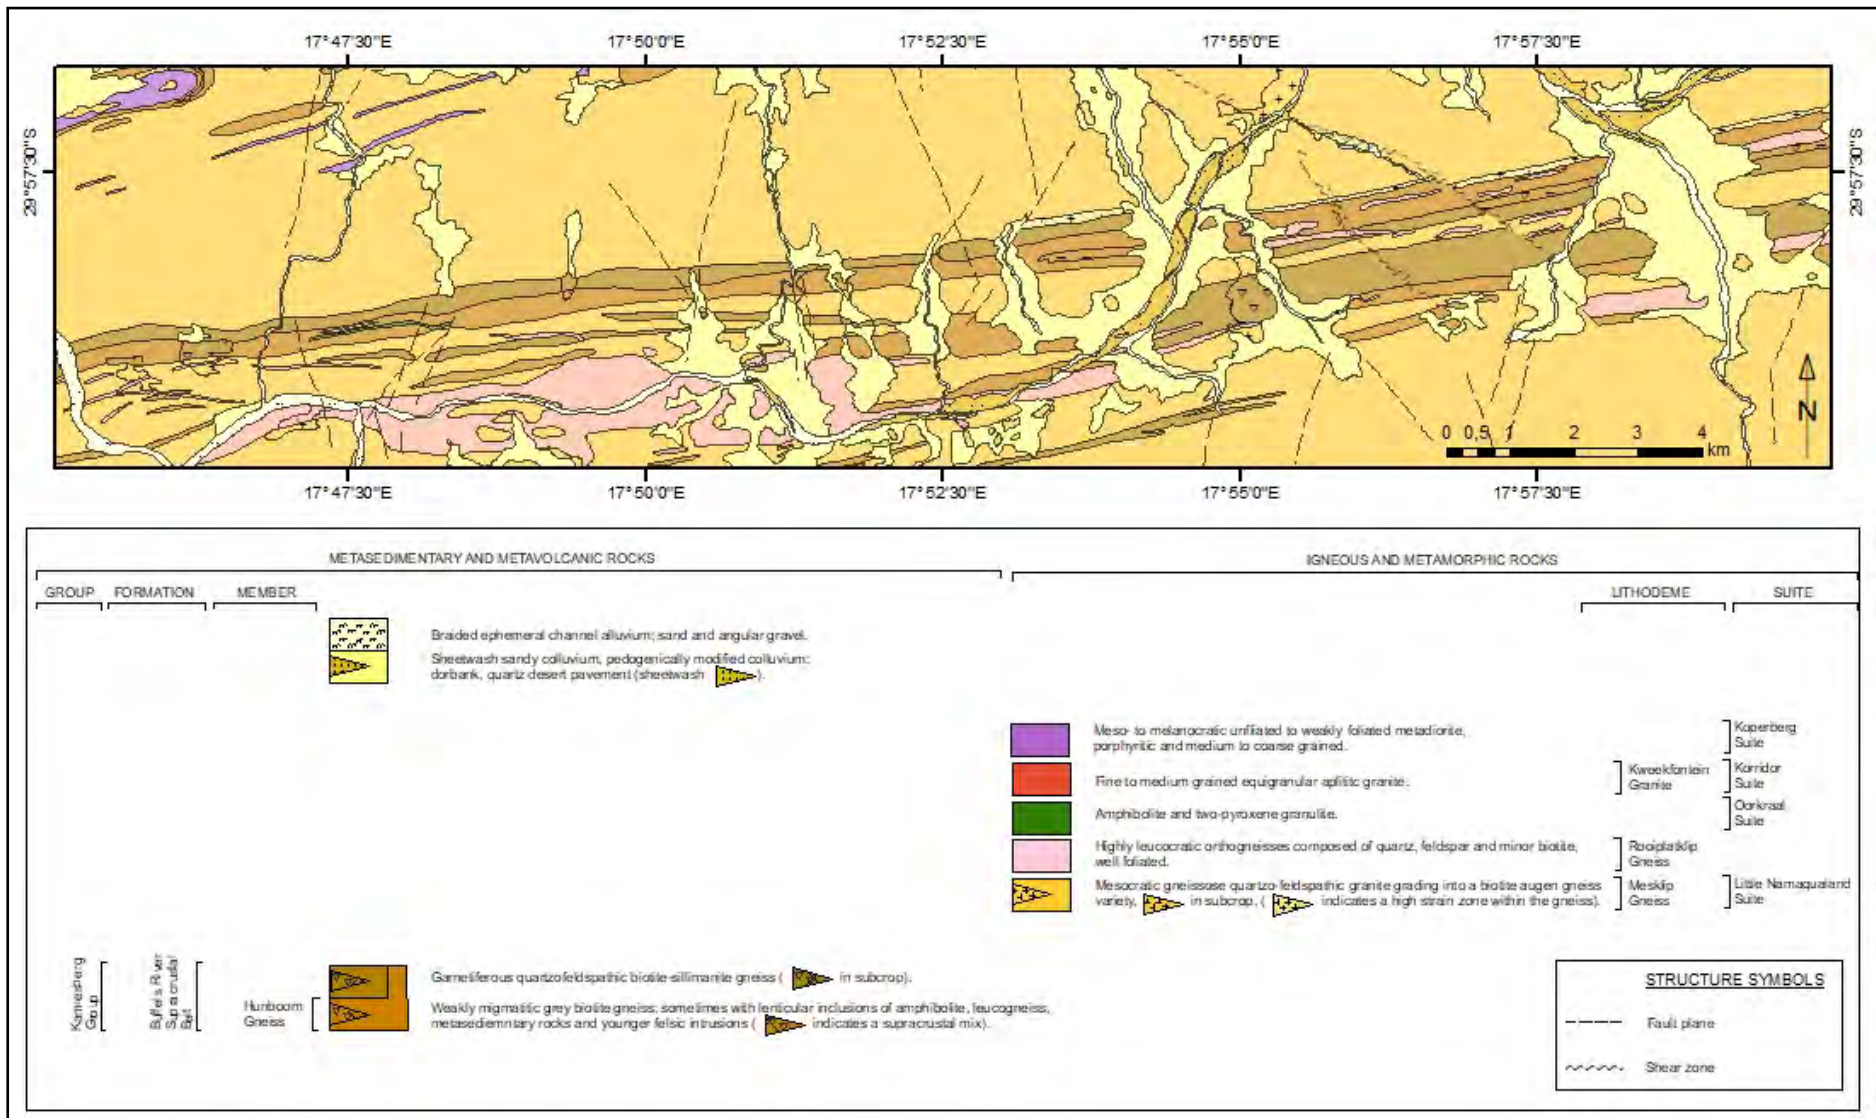 17°47'30"E 17°50'0"E 17°52'30"E 17°55'0"E 17°57'30"E
29°57'30"S
29°57'30"S
N
0 0,5 1 2 3 4
km
17°47'30"E 17°50'0"E 17°52'30"E 17°55'0"E 17°57'30"E
METASEDIMENTARY AND METAVOLCANIC ROCKS
GROUP FORMATION MEMBER
Braided ephemeral channel alluvium; sand and angular gravel.
Sheetwash sandy colluvium, pedogenically modified colluvium;
dorbank, quartz desert pavement (sheetwash ).
IGNEOUS AND METAMORPHIC ROCKS
LITHODEME SUITE
Meso- to melanocratic unfliated to weakly foliated metadiorite,
porphyritic and medium to coarse grained.
Koperberg
Suite
Fine to medium grained equigranular aplititc granite.
Kweekfontein
Granite
Korridor
Suite
Amphibolite and two-pyroxene granulite.
Oorkraal
Suite
Highly leucocratic orthogneisses composed of quartz, feldspar and minor biotite,
well foliated.
Rooiplatklip
Gneiss
Mesocratic gneissose quartzo feldspathic granite grading into a biotite augen gneiss
variety, in subcrop, ( indicates a high strain zone within the gneiss).
Mesklip
Gneiss
Little Namaqualand
Suite
Kamiesberg
Group
Buffels River
Supracrustal
Belt
Garnetiferous quartzofeldspathic biotite-sillimanite gneiss ( in subcrop).
Hunboom
Gneiss
Weakly migmatitic grey biotite gneiss; sometimes with lenticular inclusions of amphibolite, leucogneiss,
metasediemntary rocks and younger felsic intrusions ( indicates a supracrustal mix).
STRUCTURE SYMBOLS
Fault plane
Shear zone